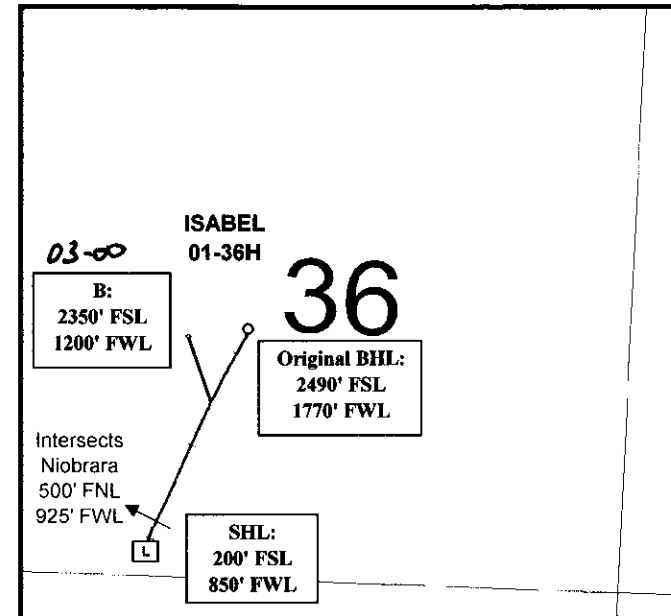 ISABEL
01-36H
03-00
B:
2350' FSL
1200' FWL
36
Original BHL:
2490' FSL
1770' FWL
Intersects
Niobrara
500' FNL
925' FWL
SHL:
200' FSL
850' FWL
L